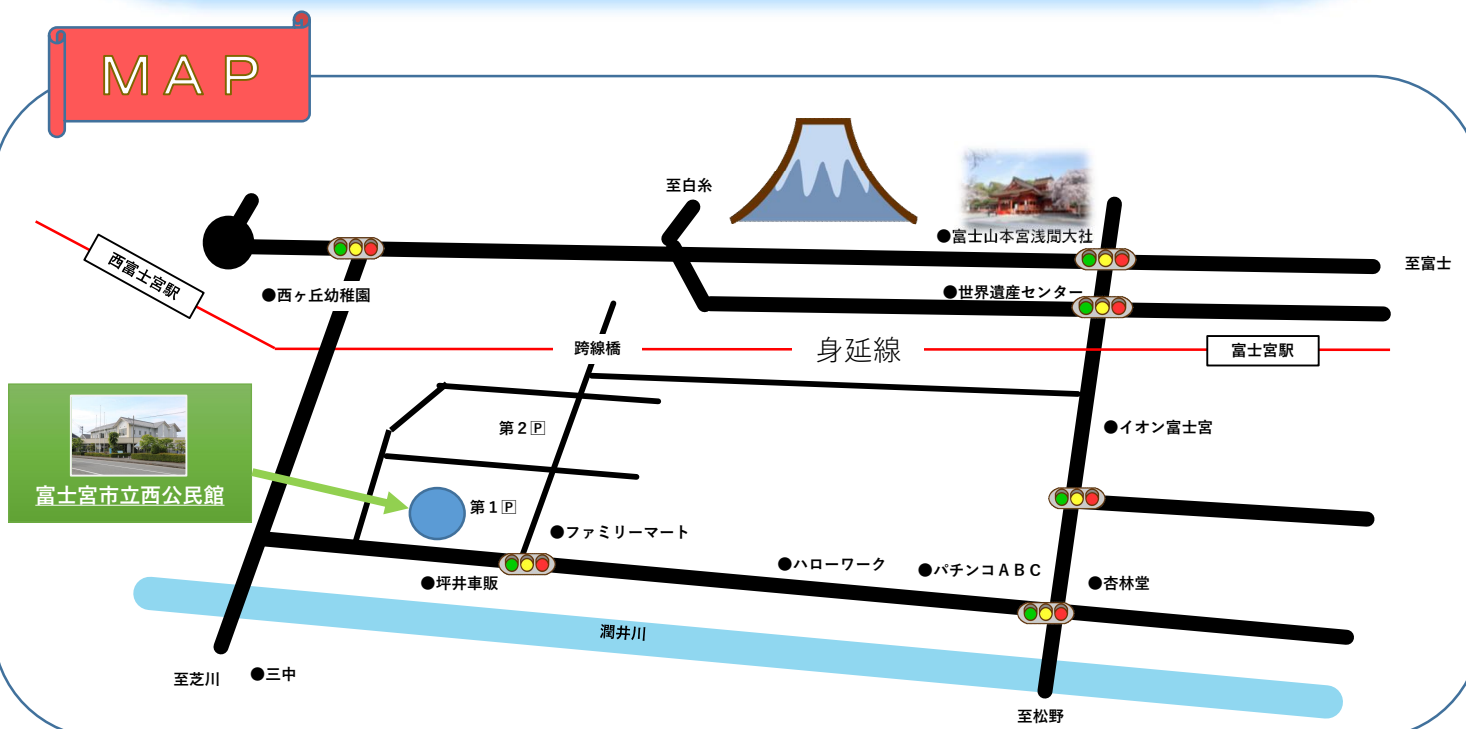 ＭＡＰ
至白糸
●富士山本宮浅間大社
至富士
西富士宮駅
●西ヶ丘幼稚園
●世界遺産センター
跨線橋
身延線
富士宮駅
第２🄿
●イオン富士宮
富士宮市立西公民館
第１🄿
●ファミリーマート
●ハローワーク
●パチンコＡＢＣ
●坪井車販
●杏林堂
潤井川
至芝川
●三中
至松野